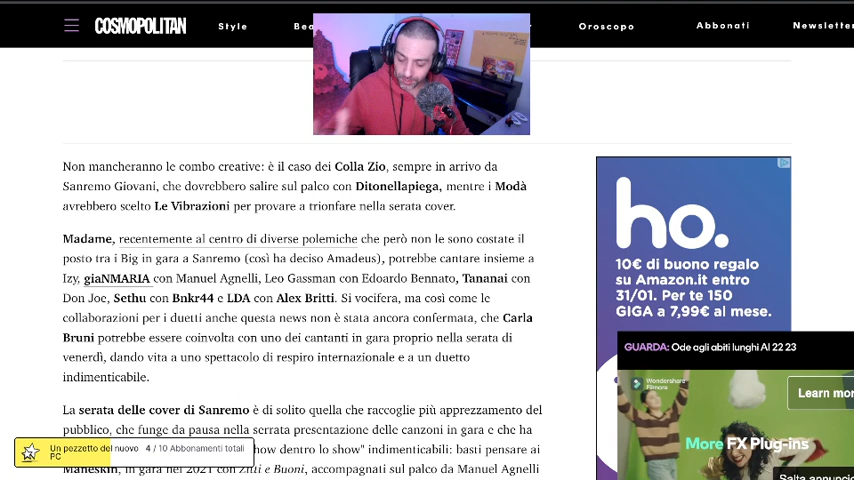 COSMOPOLITAN
Style
Oroscopo
Abbonati
Newsletter
Non mancheranno le combo creative: è il caso dei Colla Zio, sempre in arrivo da
Sanremo Giovani, che dovrebbero salire sul palco con Ditonellapiega, mentre i Modà
avrebbero scelto Le Vibrazioni per provare a trionfare nella serata cover.
Madame, recentemente al centro di diverse polemiche che però non le sono costate il
posto tra i Big in gara a Sanremo (così ha deciso Amadeus), potrebbe cantare insieme a
Izy, giaNMARIA con Manuel Agnelli, Leo Gassman con Edoardo Bennato, Tananai con
Don Joe, Sethu con Bnkr44 e LDA con Alex Britti. Si vocifera, ma così come le
collaborazioni per i duetti anche questa news non è stata ancora confermata, che Carla
Bruni potrebbe essere coinvolta con uno dei cantanti in gara proprio nella serata di
venerdì, dando vita a uno spettacolo di respiro internazionale e a un duetto
indimenticabile.
La serata delle cover di Sanremo è di solito quella che raccoglie più apprezzamento del
pubblico, che funge da pausa nella serrata presentazione delle canzoni in gara e che ha
how dentro lo show" indimenticabili: basti pensare ai
Maneskin, in gara nel 2021 con Zitti e Buoni, accompagnati sul palco da Manuel Agnelli
Un pezzetto del nuovo
PC
4 / 10 Abbonamenti totali
ho.
10€ di buono regalo
su Amazon.it entro
31/01. Per te 150
GIGA a 7,99€ al mese.
GUARDA: Ode agli abiti lunghi AI 22 23
Wondershare
Filmora
Learn mor
More FX Plug-ins
Salta annuncio